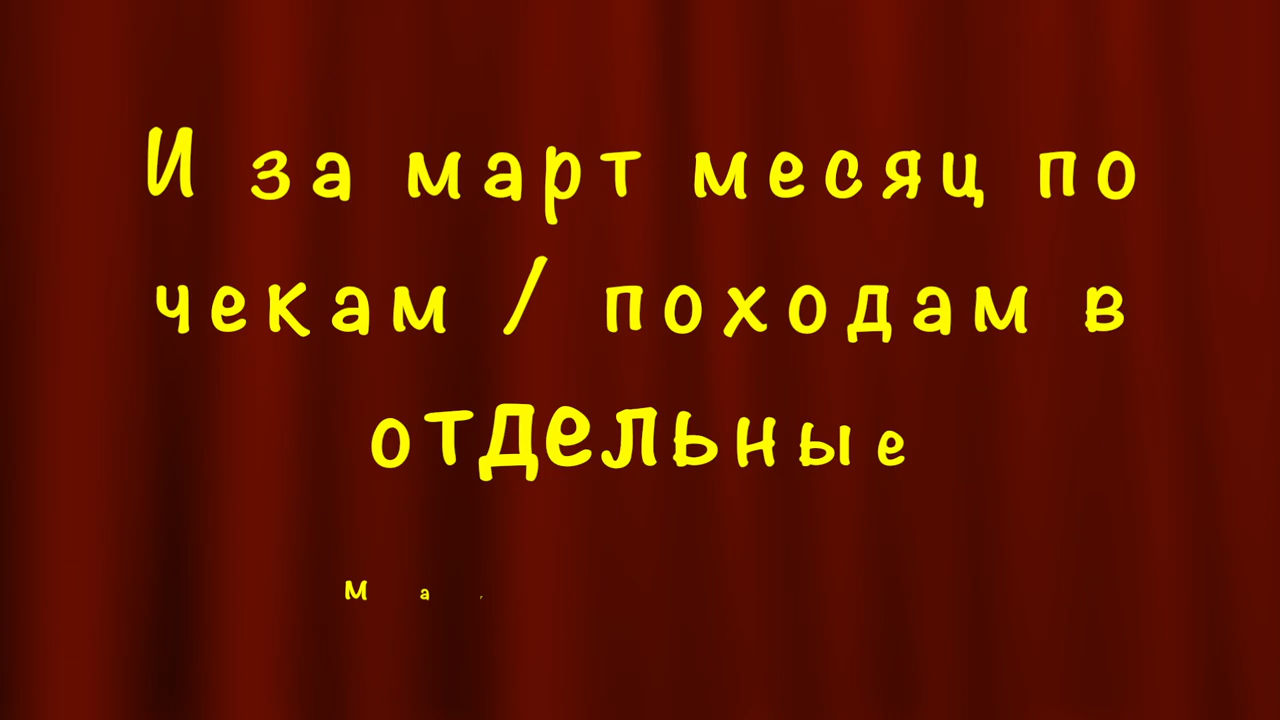 И за март месяц по
чекам / походам в
отдельные